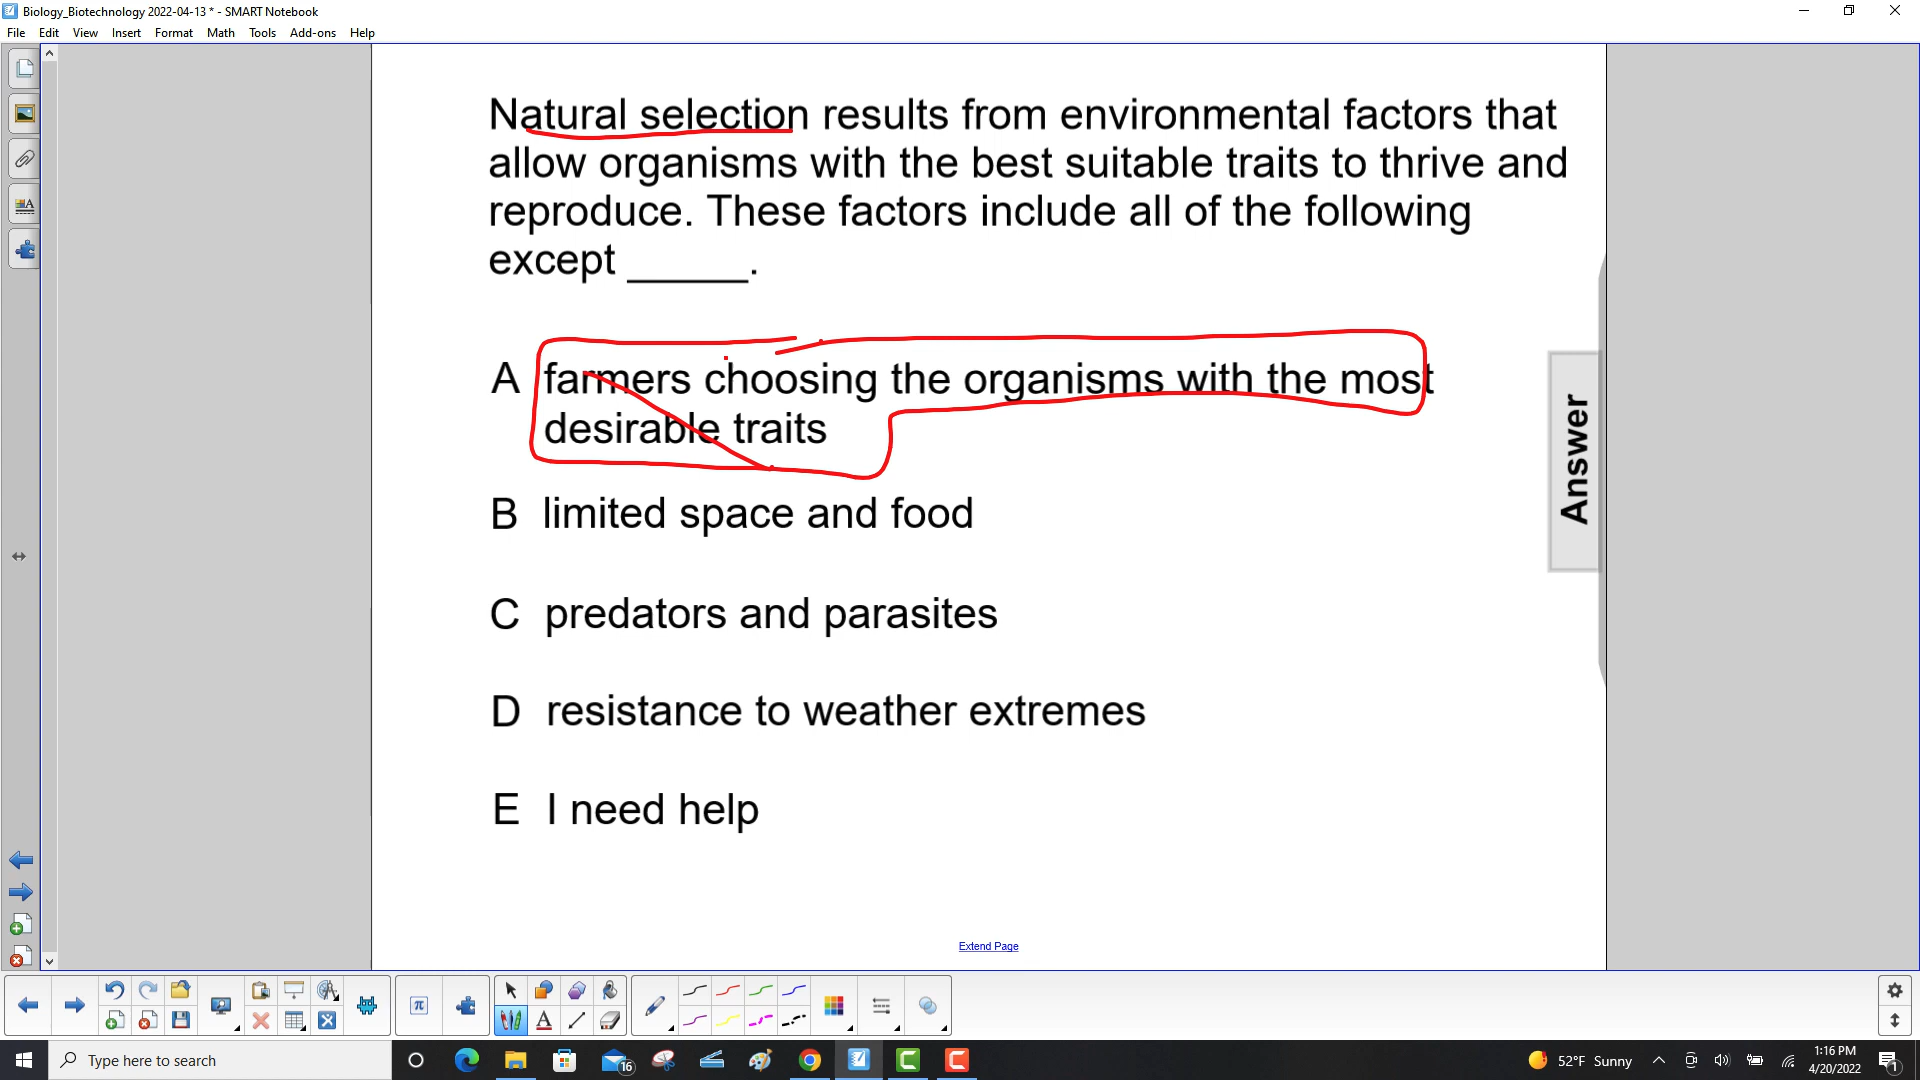 Biology_Biotechnology 2022-04-13 * - SMART Notebook
File Edit View Insert Format Math Tools Add-ons Help
Natural selection results from environmental factors that
allow organisms with the best suitable traits to thrive and
reproduce. These factors include all of the following
except ______.
A farmers choosing the organisms with the most
desirable traits
B limited space and food
C predators and parasites
D resistance to weather extremes
E I need help
Answer
Extend Page
π
A
Type here to search
16
52°F Sunny
1:16 PM
4/20/2022
1